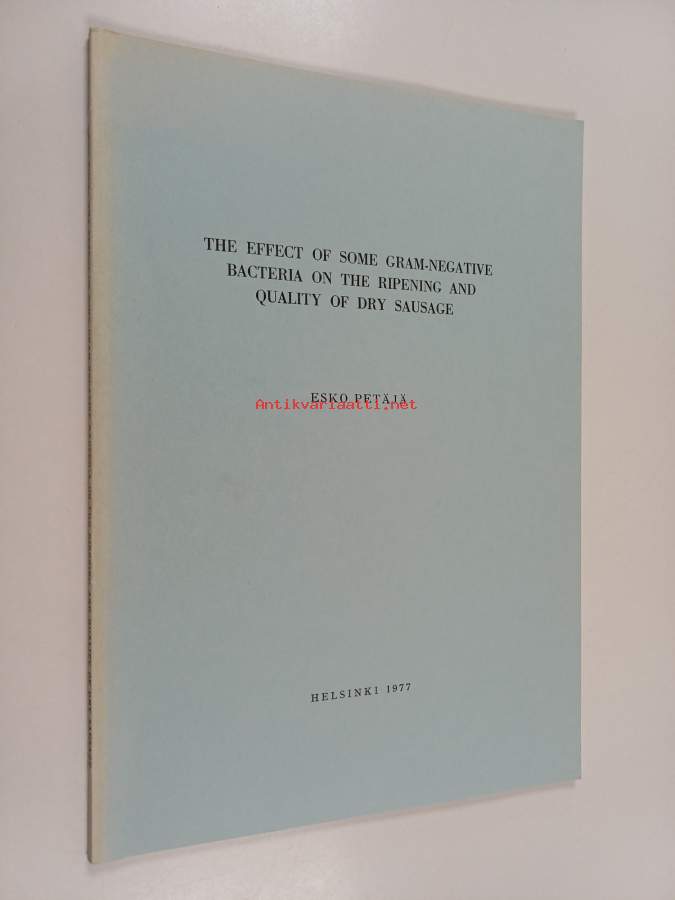 THE EFFECT OF SOME GRAM-NEGATIVE
BACTERIA ON THE RIPENING AND
QUALITY OF DRY SAUSAGE
ESKO PETÄJÄ
Antikvariaatti.net
HELSINKI 1977